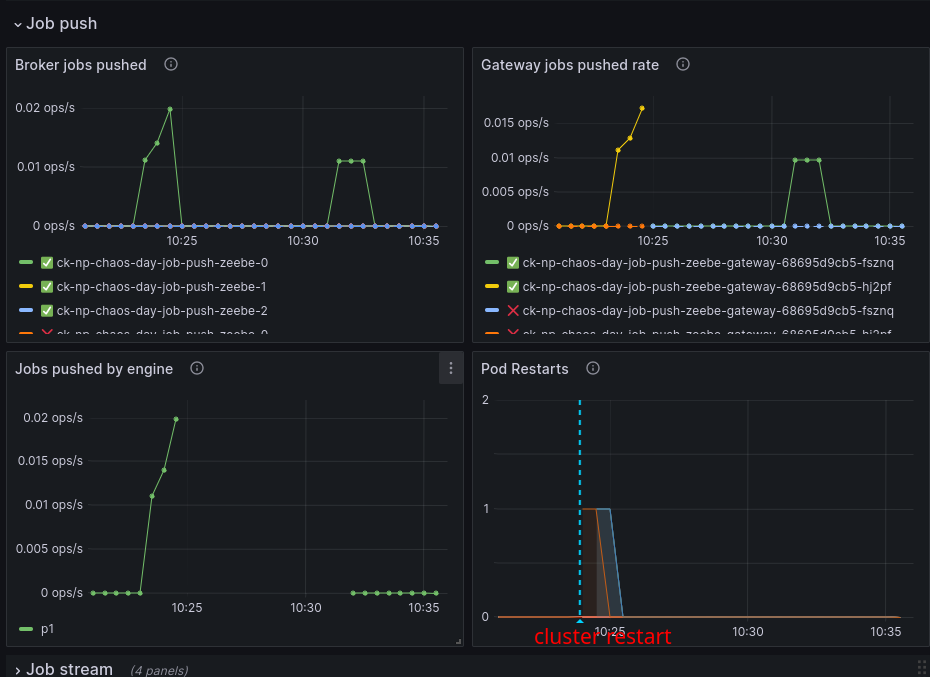 Job push
Broker jobs pushed
0.02 ops/s
0.01 ops/s
0 ops/s
10:25 10:30 10:35
✅ ck-np-chaos-day-job-push-zeebe-0
✅ ck-np-chaos-day-job-push-zeebe-1
✅ ck-np-chaos-day-job-push-zeebe-2
❌ ck-np-chaos-day-job-push-zeebe-0
Gateway jobs pushed rate
0.015 ops/s
0.01 ops/s
0.005 ops/s
0 ops/s
10:25 10:30 10:35
✅ ck-np-chaos-day-job-push-zeebe-gateway-68695d9cb5-fsznq
✅ ck-np-chaos-day-job-push-zeebe-gateway-68695d9cb5-hj2pf
❌ ck-np-chaos-day-job-push-zeebe-gateway-68695d9cb5-fsznq
❌ ck-np-chaos-day-job-push-zeebe-gateway-68695d9cb5-hj2pf
Jobs pushed by engine
0.02 ops/s
0.015 ops/s
0.01 ops/s
0.005 ops/s
0 ops/s
10:25 10:30 10:35
p1
Pod Restarts
2
1
0
10:25 10:30 10:35
cluster restart
Job stream (4 panels)